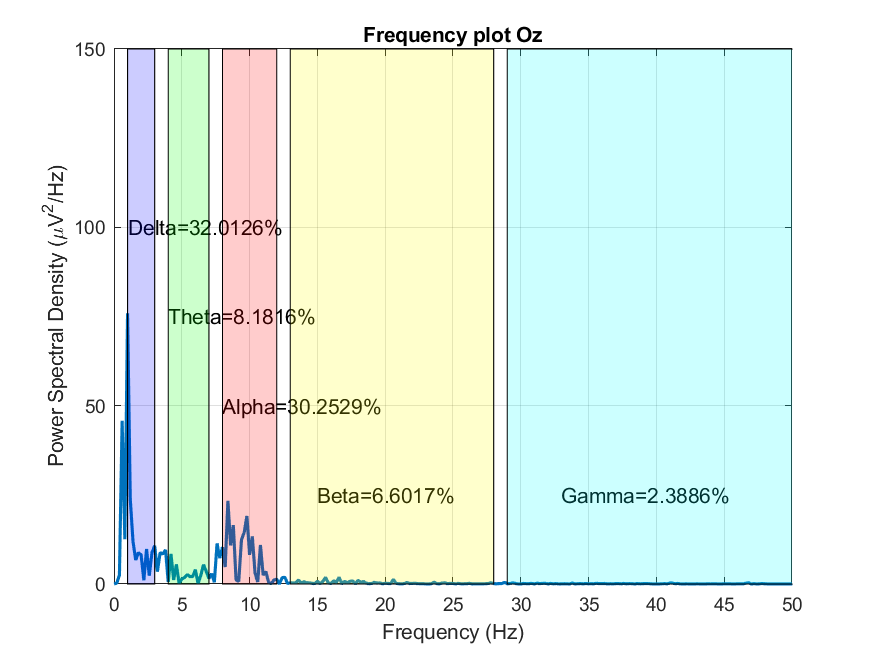 Frequency plot Oz
150
100
50
0
Power Spectral Density (μV²/Hz)
Delta=32.0126%
Theta=8.1816%
Alpha=30.2529%
Beta=6.6017%
Gamma=2.3886%
0 5 10 15 20 25 30 35 40 45 50
Frequency (Hz)